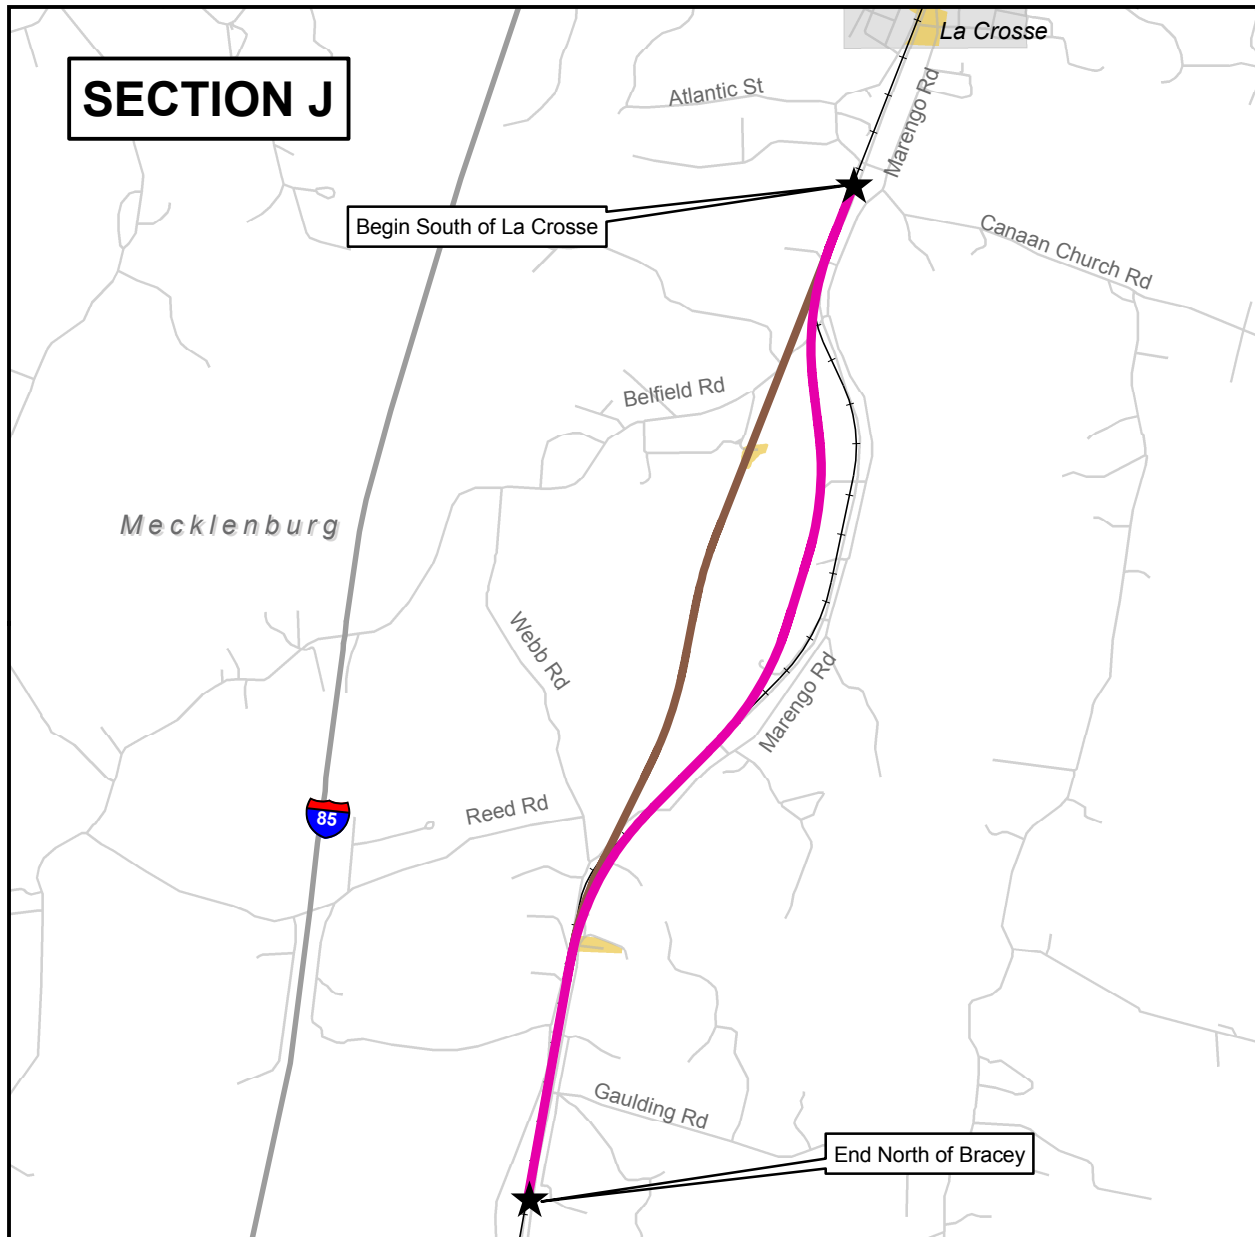 La Crosse
SECTION J
Atlantic St
Marengo Rd
Begin South of La Crosse
Canaan Church Rd
Belfield Rd
Mecklenburg
Webb Rd
Marengo Rd
Reed Rd
85
Gaulding Rd
End North of Bracey